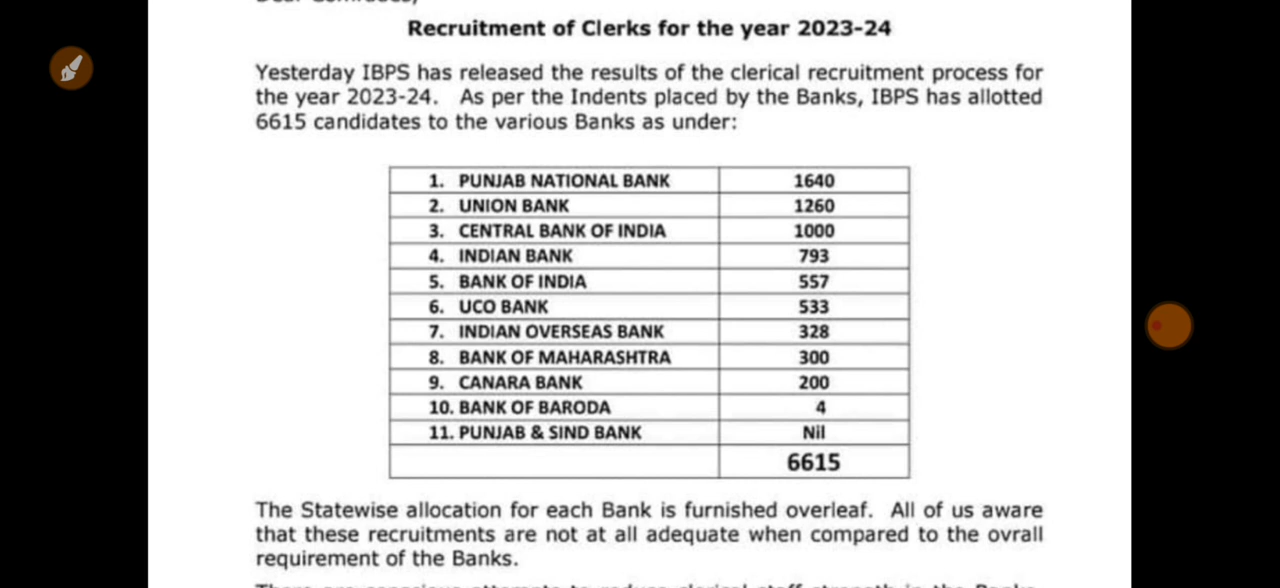 Recruitment of Clerks for the year 2023-24
Yesterday IBPS has released the results of the clerical recruitment process for
the year 2023-24. As per the Indents placed by the Banks, IBPS has allotted
6615 candidates to the various Banks as under:
1. PUNJAB NATIONAL BANK 1640
2. UNION BANK 1260
3. CENTRAL BANK OF INDIA 1000
4. INDIAN BANK 793
5. BANK OF INDIA 557
6. UCO BANK 533
7. INDIAN OVERSEAS BANK 328
8. BANK OF MAHARASHTRA 300
9. CANARA BANK 200
10. BANK OF BARODA 4
11. PUNJAB & SIND BANK Nil
6615
The Statewise allocation for each Bank is furnished overleaf. All of us aware
that these recruitments are not at all adequate when compared to the ovrall
requirement of the Banks.